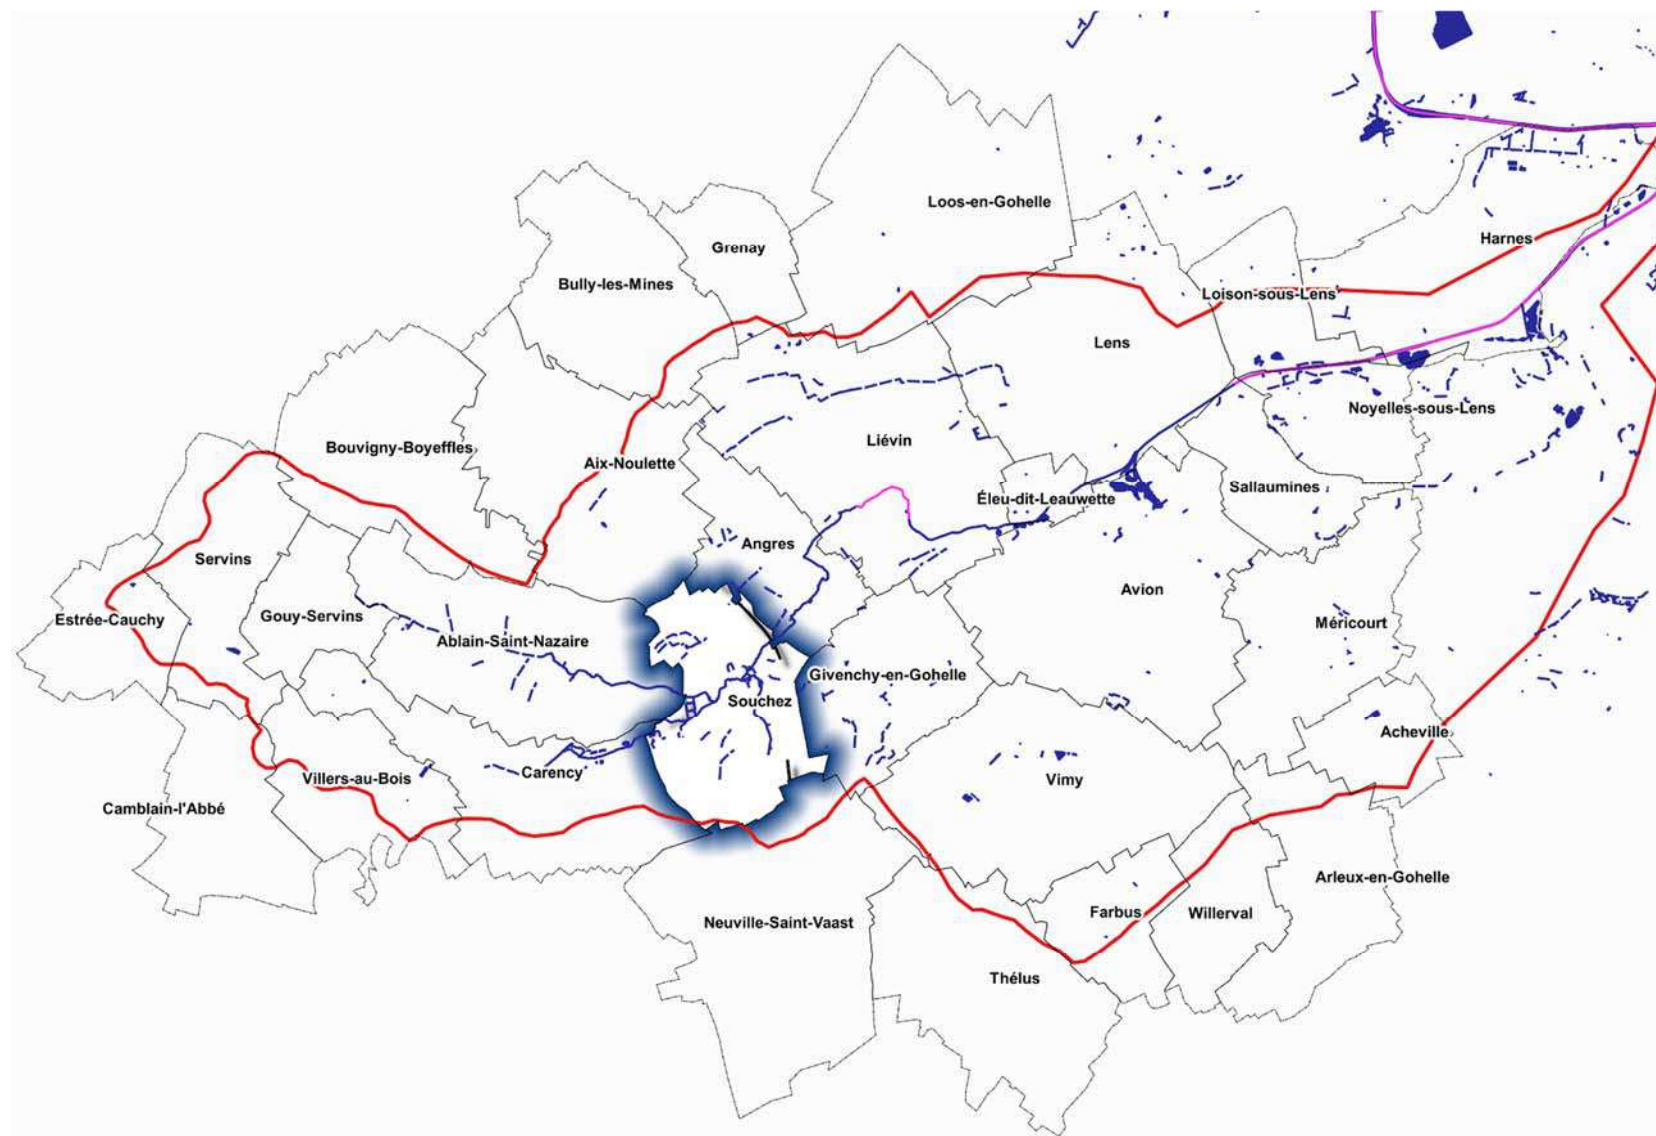 Loos-en-Gohelle
Grenay
Harnes
Bully-les-Mines
Loison-sous-Lens
Lens
Noyelles-sous-Lens
Liévin
Bouvigny-Boyeffles
Aix-Noulette
Sallaumines
Éleu-dit-Leauwette
Angres
Servins
Avion
Estrée-Cauchy
Gouy-Servins
Méricourt
Ablain-Saint-Nazaire
Givenchy-en-Gohelle
Souchez
Acheville
Carency
Villers-au-Bois
Vimy
Camblain-l'Abbé
Arleux-en-Gohelle
Farbus
Willerval
Neuville-Saint-Vaast
Thélus